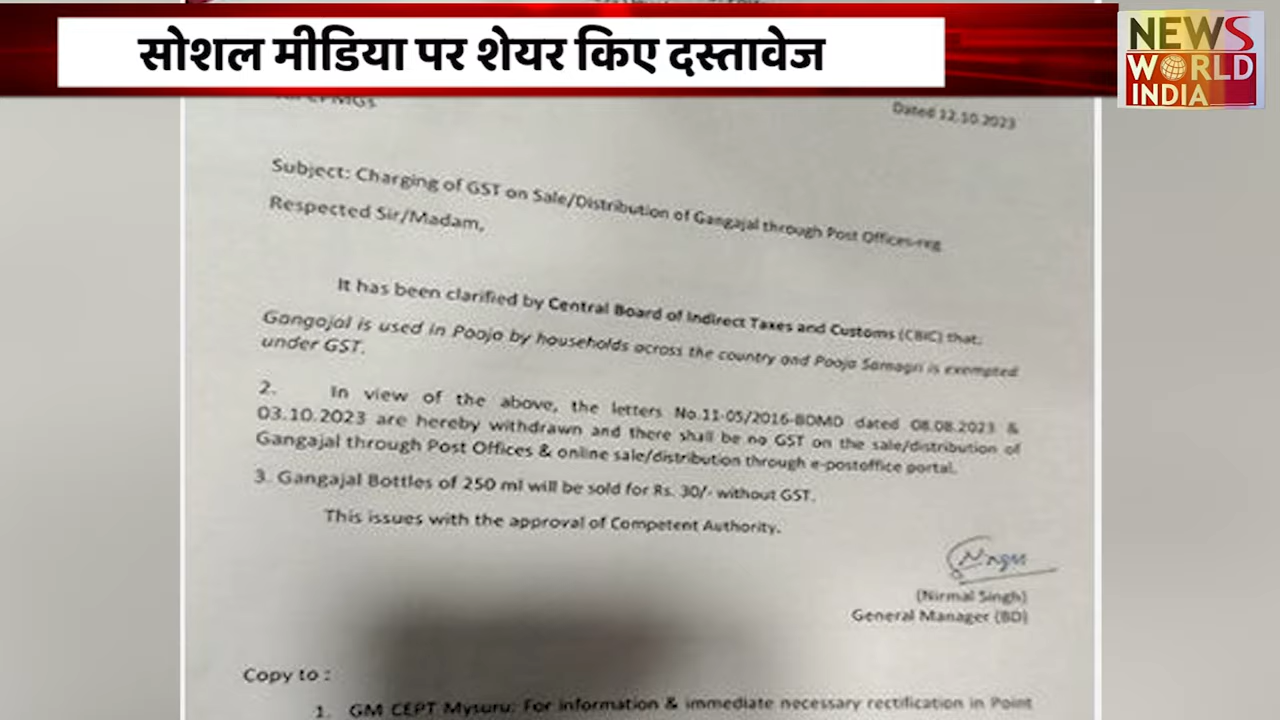 सोशल मीडिया पर शेयर किए दस्तावेज
NEWS
WORLD
INDIA
Dated 12.10.2023
Subject: Charging of GST on Sale/Distribution of Gangajal through Post Offices-reg
Respected Sir/Madam,
It has been clarified by Central Board of Indirect Taxes and Customs (CBIC) that:
Gangajal is used in Pooja by households across the country and Pooja Samagri is exempted
under GST.
2. In view of the above, the letters No.11-05/2016-BDMD dated 08.08.2023 &
03.10.2023 are hereby withdrawn and there shall be no GST on the sale/distribution of
Gangajal through Post Offices & online sale/distribution through e-postoffice portal.
3. Gangajal Bottles of 250 ml will be sold for Rs. 30/- without GST.
This issues with the approval of Competent Authority.
(Nirmal Singh)
General Manager (BD)
Copy to :
1. GM CEPT Mysuru: For information & immediate necessary rectification in Point